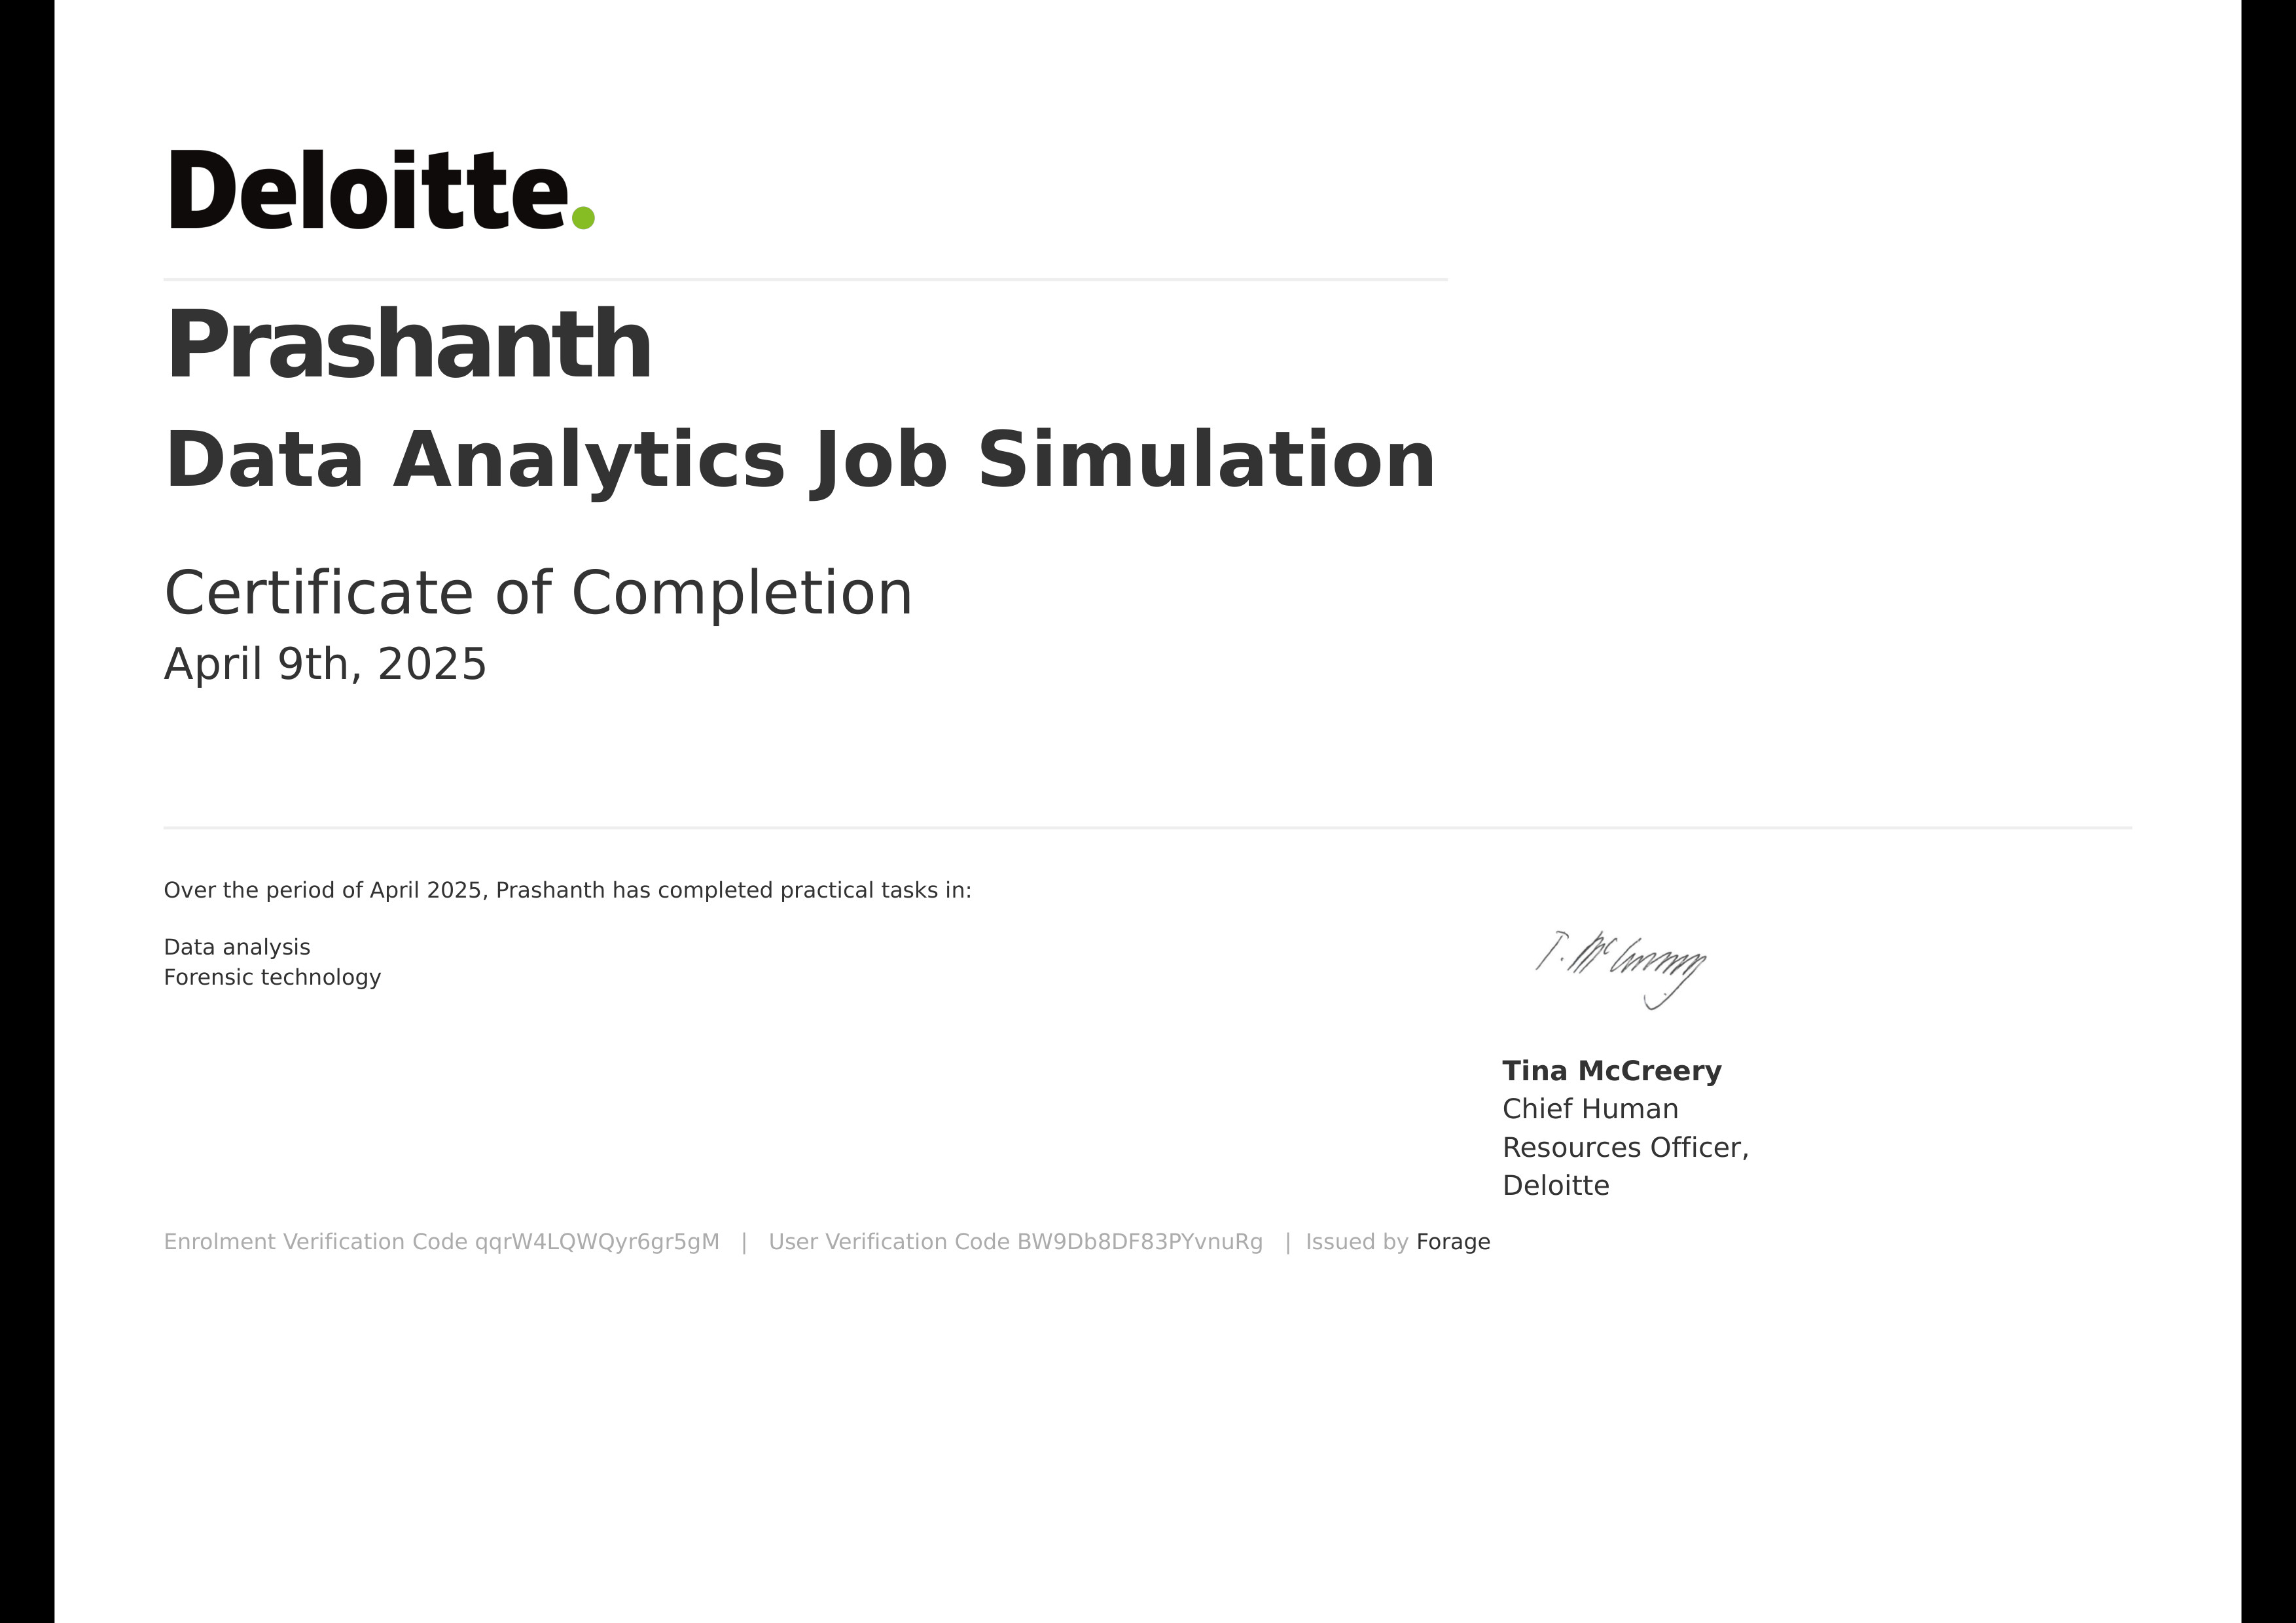 Deloitte.
Prashanth
Data Analytics Job Simulation
Certificate of Completion
April 9th, 2025
Over the period of April 2025, Prashanth has completed practical tasks in:
Data analysis
Forensic technology
T. McCreery
Tina McCreery
Chief Human
Resources Officer,
Deloitte
Enrolment Verification Code qqrW4LQWQyr6gr5gM | User Verification Code BW9Db8DF83PYvnuRg | Issued by Forage